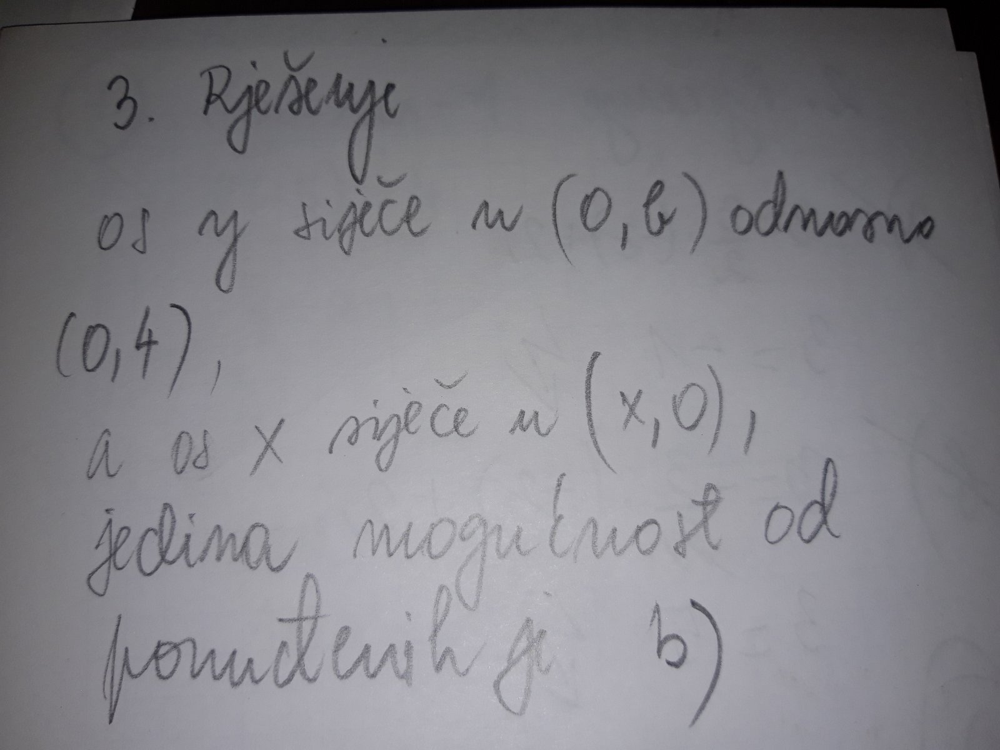 3. Rješenje
os y siječe u (0, b) odnosno
(0,4),
a os x siječe u (x,0),
jedina mogućnost od
ponuđenih je b)